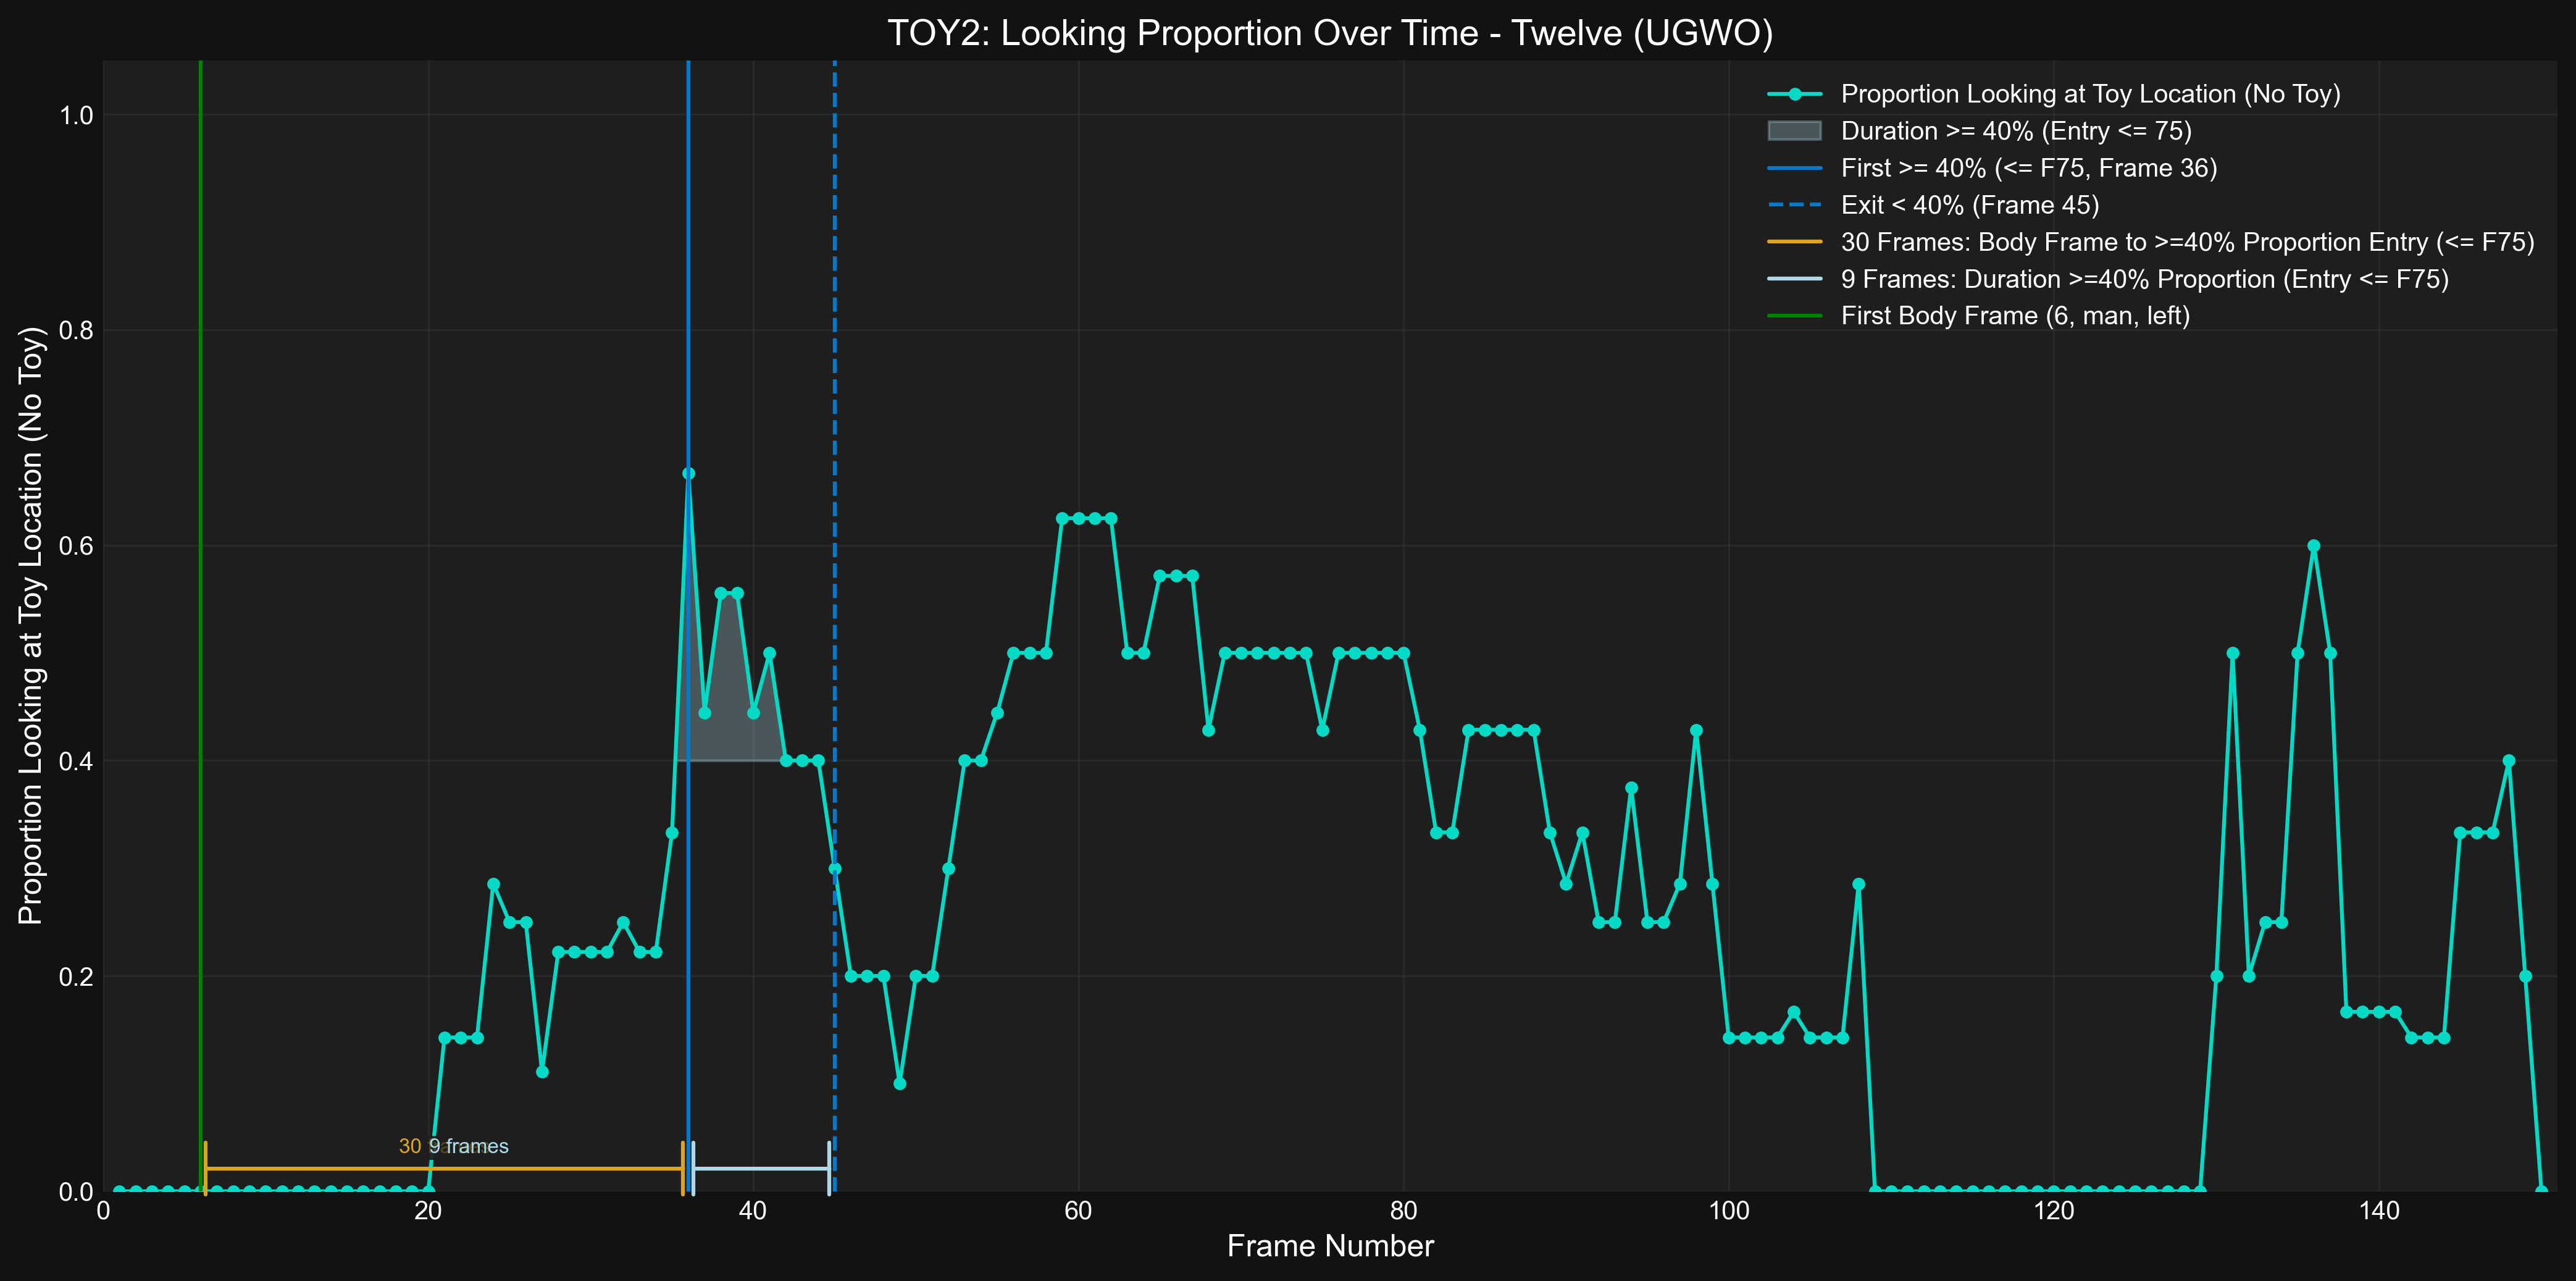 TOY2: Looking Proportion Over Time - Twelve (UGWO)
Proportion Looking at Toy Location (No Toy)
Duration >= 40% (Entry <= 75)
First >= 40% (<= F75, Frame 36)
Exit < 40% (Frame 45)
30 Frames: Body Frame to >=40% Proportion Entry (<= F75)
9 Frames: Duration >=40% Proportion (Entry <= F75)
First Body Frame (6, man, left)
Proportion Looking at Toy Location (No Toy)
1.0
0.8
0.6
0.4
0.2
0.0
30
9 frames
0 20 40 60 80 100 120 140
Frame Number